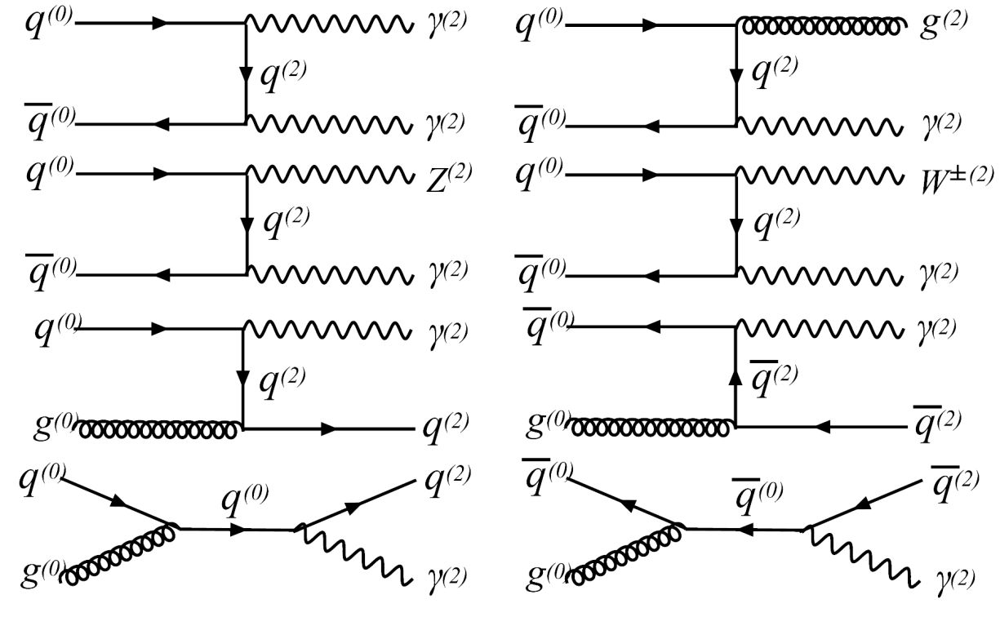 q(0) γ(2) q(0) g(2)
q(2) q(2)
q̅(0) γ(2) q̅(0) γ(2)
q(0) Z(2) q(0) W±(2)
q(2) q(2)
q̅(0) γ(2) q̅(0) γ(2)
q(0) γ(2) q̅(0) γ(2)
q(2) q̅(2)
g(0) q(2) g(0) q̅(2)
q(0) q(2) q̅(0) q̅(2)
q(0) q̅(0)
g(0) γ(2) g(0) γ(2)